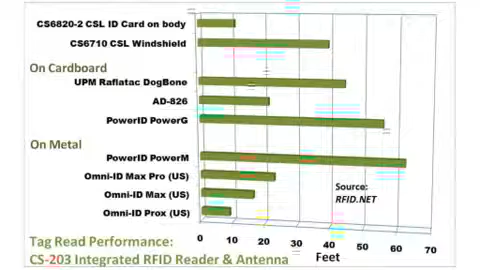 CS6820-2 CSL ID Card on body
CS6710 CSL Windshield
On Cardboard
UPM Raflatac DogBone
AD-826
PowerID PowerG
On Metal
PowerID PowerM
Omni-ID Max Pro (US)
Omni-ID Max (US)
Omni-ID Prox (US)
Source:
RFID.NET
0 10 20 30 40 50 60 70
Feet
Tag Read Performance:
CS-203 Integrated RFID Reader & Antenna